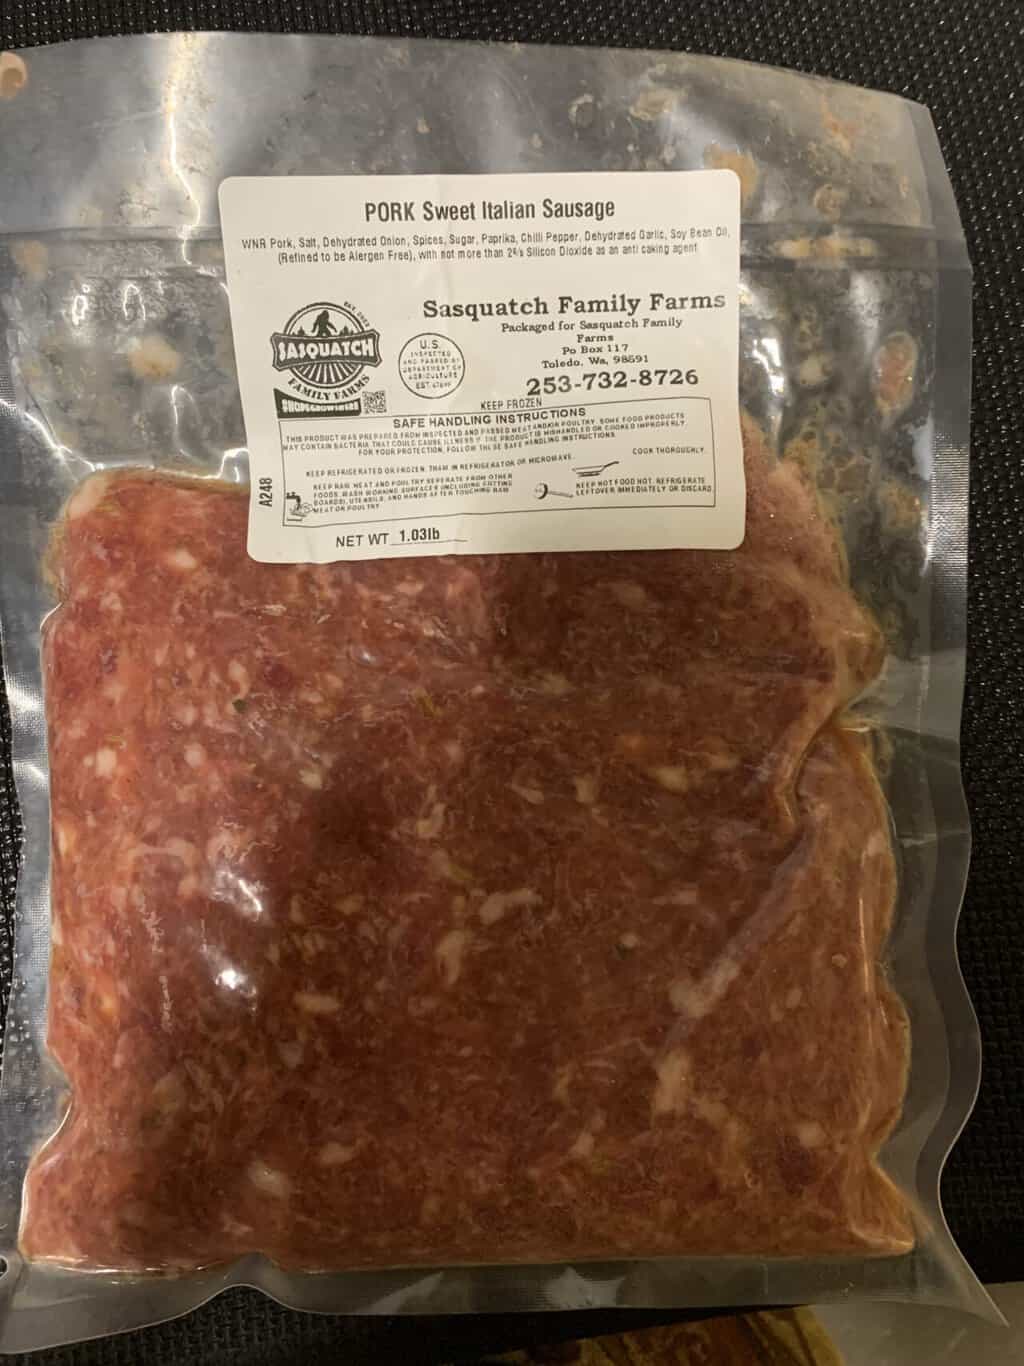 PORK Sweet Italian Sausage
WNR Pork, Salt, Dehydrated Onion, Spices, Sugar, Paprika, Chilli Pepper, Dehydrated Garlic, Soy Bean Oil,
(Refined to be Alergen Free), with not more than 2% Silicon Dioxide as an anti caking agent
EST. 2022
SASQUATCH
FAMILY FARMS
Sasquatch Family Farms
Packaged for Sasquatch Family
Farms
Po Box 117
Toledo, Wa, 98591
253-732-8726
U.S.
INSPECTED
AND PASSED BY
DEPARTMENT OF
AGRICULTURE
EST.
KEEP FROZEN
SAFE HANDLING INSTRUCTIONS
THIS PRODUCT WAS PREPARED FROM INSPECTED AND PASSED MEAT AND/OR POULTRY. SOME FOOD PRODUCTS
MAY CONTAIN BACTERIA THAT COULD CAUSE ILLNESS IF THE PRODUCT IS MISHANDLED OR COOKED IMPROPERLY.
FOR YOUR PROTECTION, FOLLOW THESE SAFE HANDLING INSTRUCTIONS.
KEEP REFRIGERATED OR FROZEN. THAW IN REFRIGERATOR OR MICROWAVE.
COOK THOROUGHLY.
KEEP RAW MEAT AND POULTRY SEPERATE FROM OTHER
FOODS. WASH WORKING SURFACES (INCLUDING CUTTING
BOARDS), UTENSILS, AND HANDS AFTER TOUCHING RAW
MEAT OR POULTRY
KEEP HOT FOOD HOT. REFRIGERATE
LEFTOVER IMMEDIATELY OR DISCARD.
A248
NET WT 1.03lb